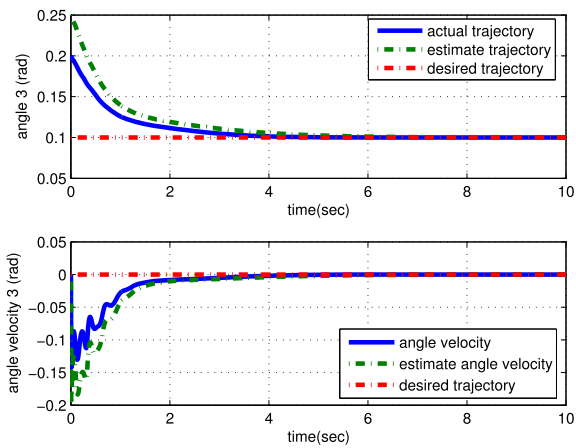 0.25
0.2
0.15
0.1
0.05
angle 3 (rad)
actual trajectory
estimate trajectory
desired trajectory
0 2 4 6 8 10
time(sec)
0.05
0
−0.05
−0.1
−0.15
−0.2
angle velocity 3 (rad)
angle velocity
estimate angle velocity
desired trajectory
0 2 4 6 8 10
time(sec)